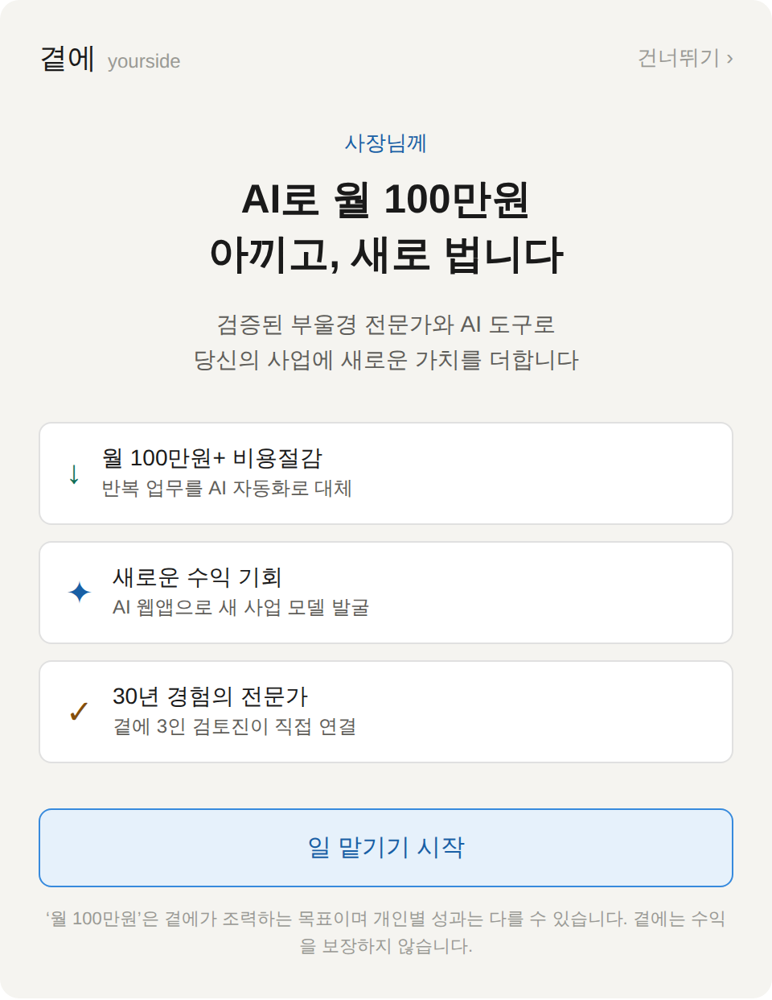 곁에 yourside
건너뛰기 ›
사장님께
AI로 월 100만원
아끼고, 새로 법니다
검증된 부울경 전문가와 AI 도구로
당신의 사업에 새로운 가치를 더합니다
↓ 월 100만원+ 비용절감
반복 업무를 AI 자동화로 대체
✦ 새로운 수익 기회
AI 웹앱으로 새 사업 모델 발굴
✓ 30년 경험의 전문가
곁에 3인 검토진이 직접 연결
일 맡기기 시작
‘월 100만원’은 곁에가 조력하는 목표이며 개인별 성과는 다를 수 있습니다. 곁에는 수익
을 보장하지 않습니다.